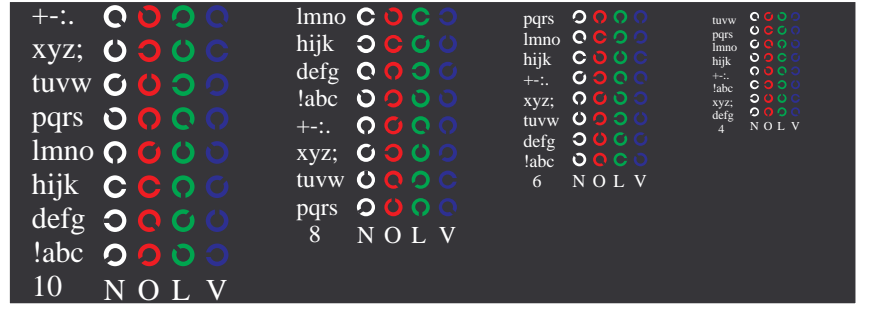 +-:.
xyz;
tuvw
pqrs
lmno
hijk
defg
!abc
10 N O L V
lmno
hijk
defg
!abc
+-:.
xyz;
tuvw
pqrs
8 N O L V
pqrs
lmno
hijk
+-:.
xyz;
tuvw
defg
!abc
6 N O L V
tuvw
pqrs
lmno
hijk
+-:.
!abc
xyz;
defg
4 N O L V